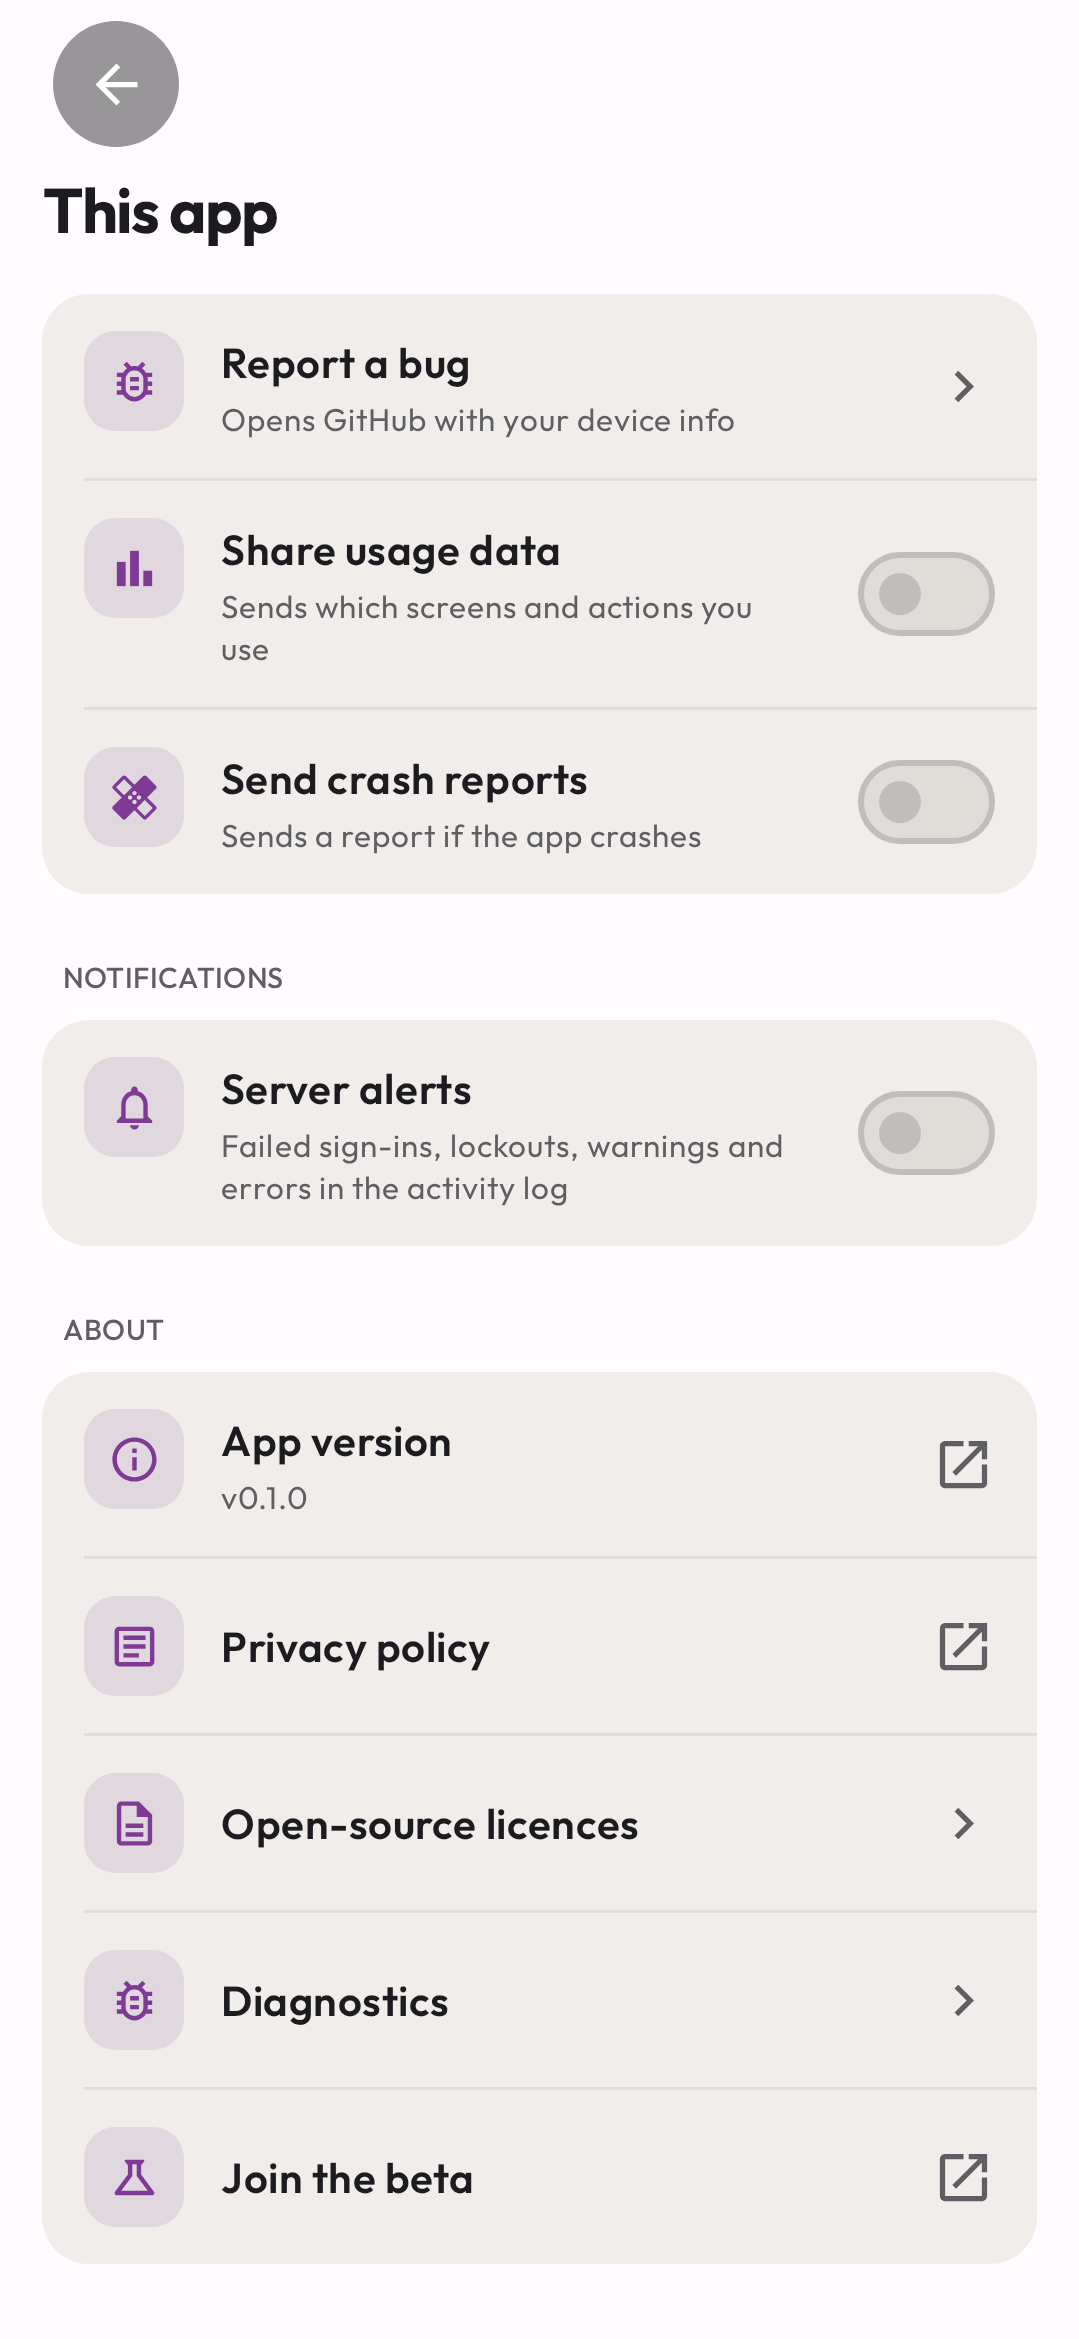 This app
Report a bug
Opens GitHub with your device info
Share usage data
Sends which screens and actions you
use
Send crash reports
Sends a report if the app crashes
NOTIFICATIONS
Server alerts
Failed sign-ins, lockouts, warnings and
errors in the activity log
ABOUT
App version
v0.1.0
Privacy policy
Open-source licences
Diagnostics
Join the beta